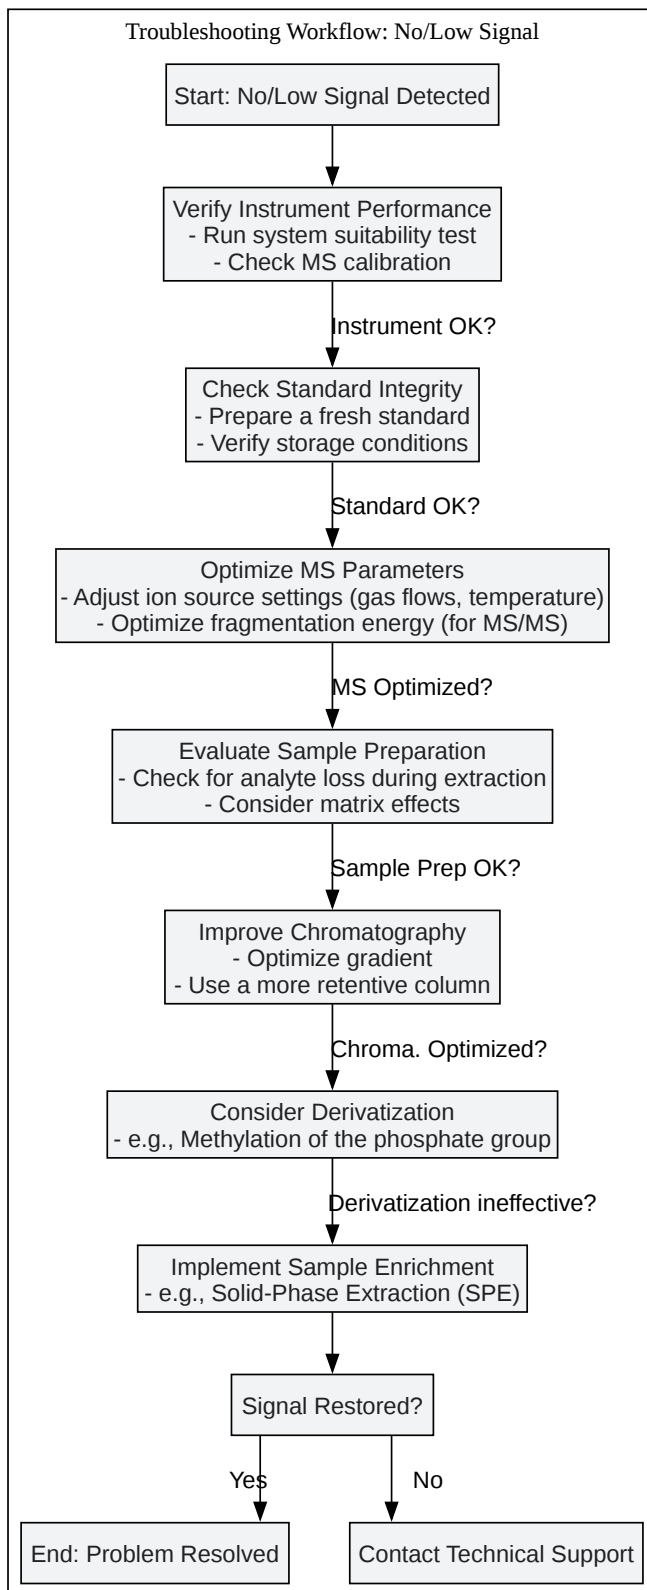 Troubleshooting Workflow: No/Low Signal
Start: No/Low Signal Detected
Verify Instrument Performance
- Run system suitability test
- Check MS calibration
Instrument OK?
Check Standard Integrity
- Prepare a fresh standard
- Verify storage conditions
Standard OK?
Optimize MS Parameters
- Adjust ion source settings (gas flows, temperature)
- Optimize fragmentation energy (for MS/MS)
MS Optimized?
Evaluate Sample Preparation
- Check for analyte loss during extraction
- Consider matrix effects
Sample Prep OK?
Improve Chromatography
- Optimize gradient
- Use a more retentive column
Chroma. Optimized?
Consider Derivatization
- e.g., Methylation of the phosphate group
Derivatization ineffective?
Implement Sample Enrichment
- e.g., Solid-Phase Extraction (SPE)
Signal Restored?
Yes
No
End: Problem Resolved
Contact Technical Support